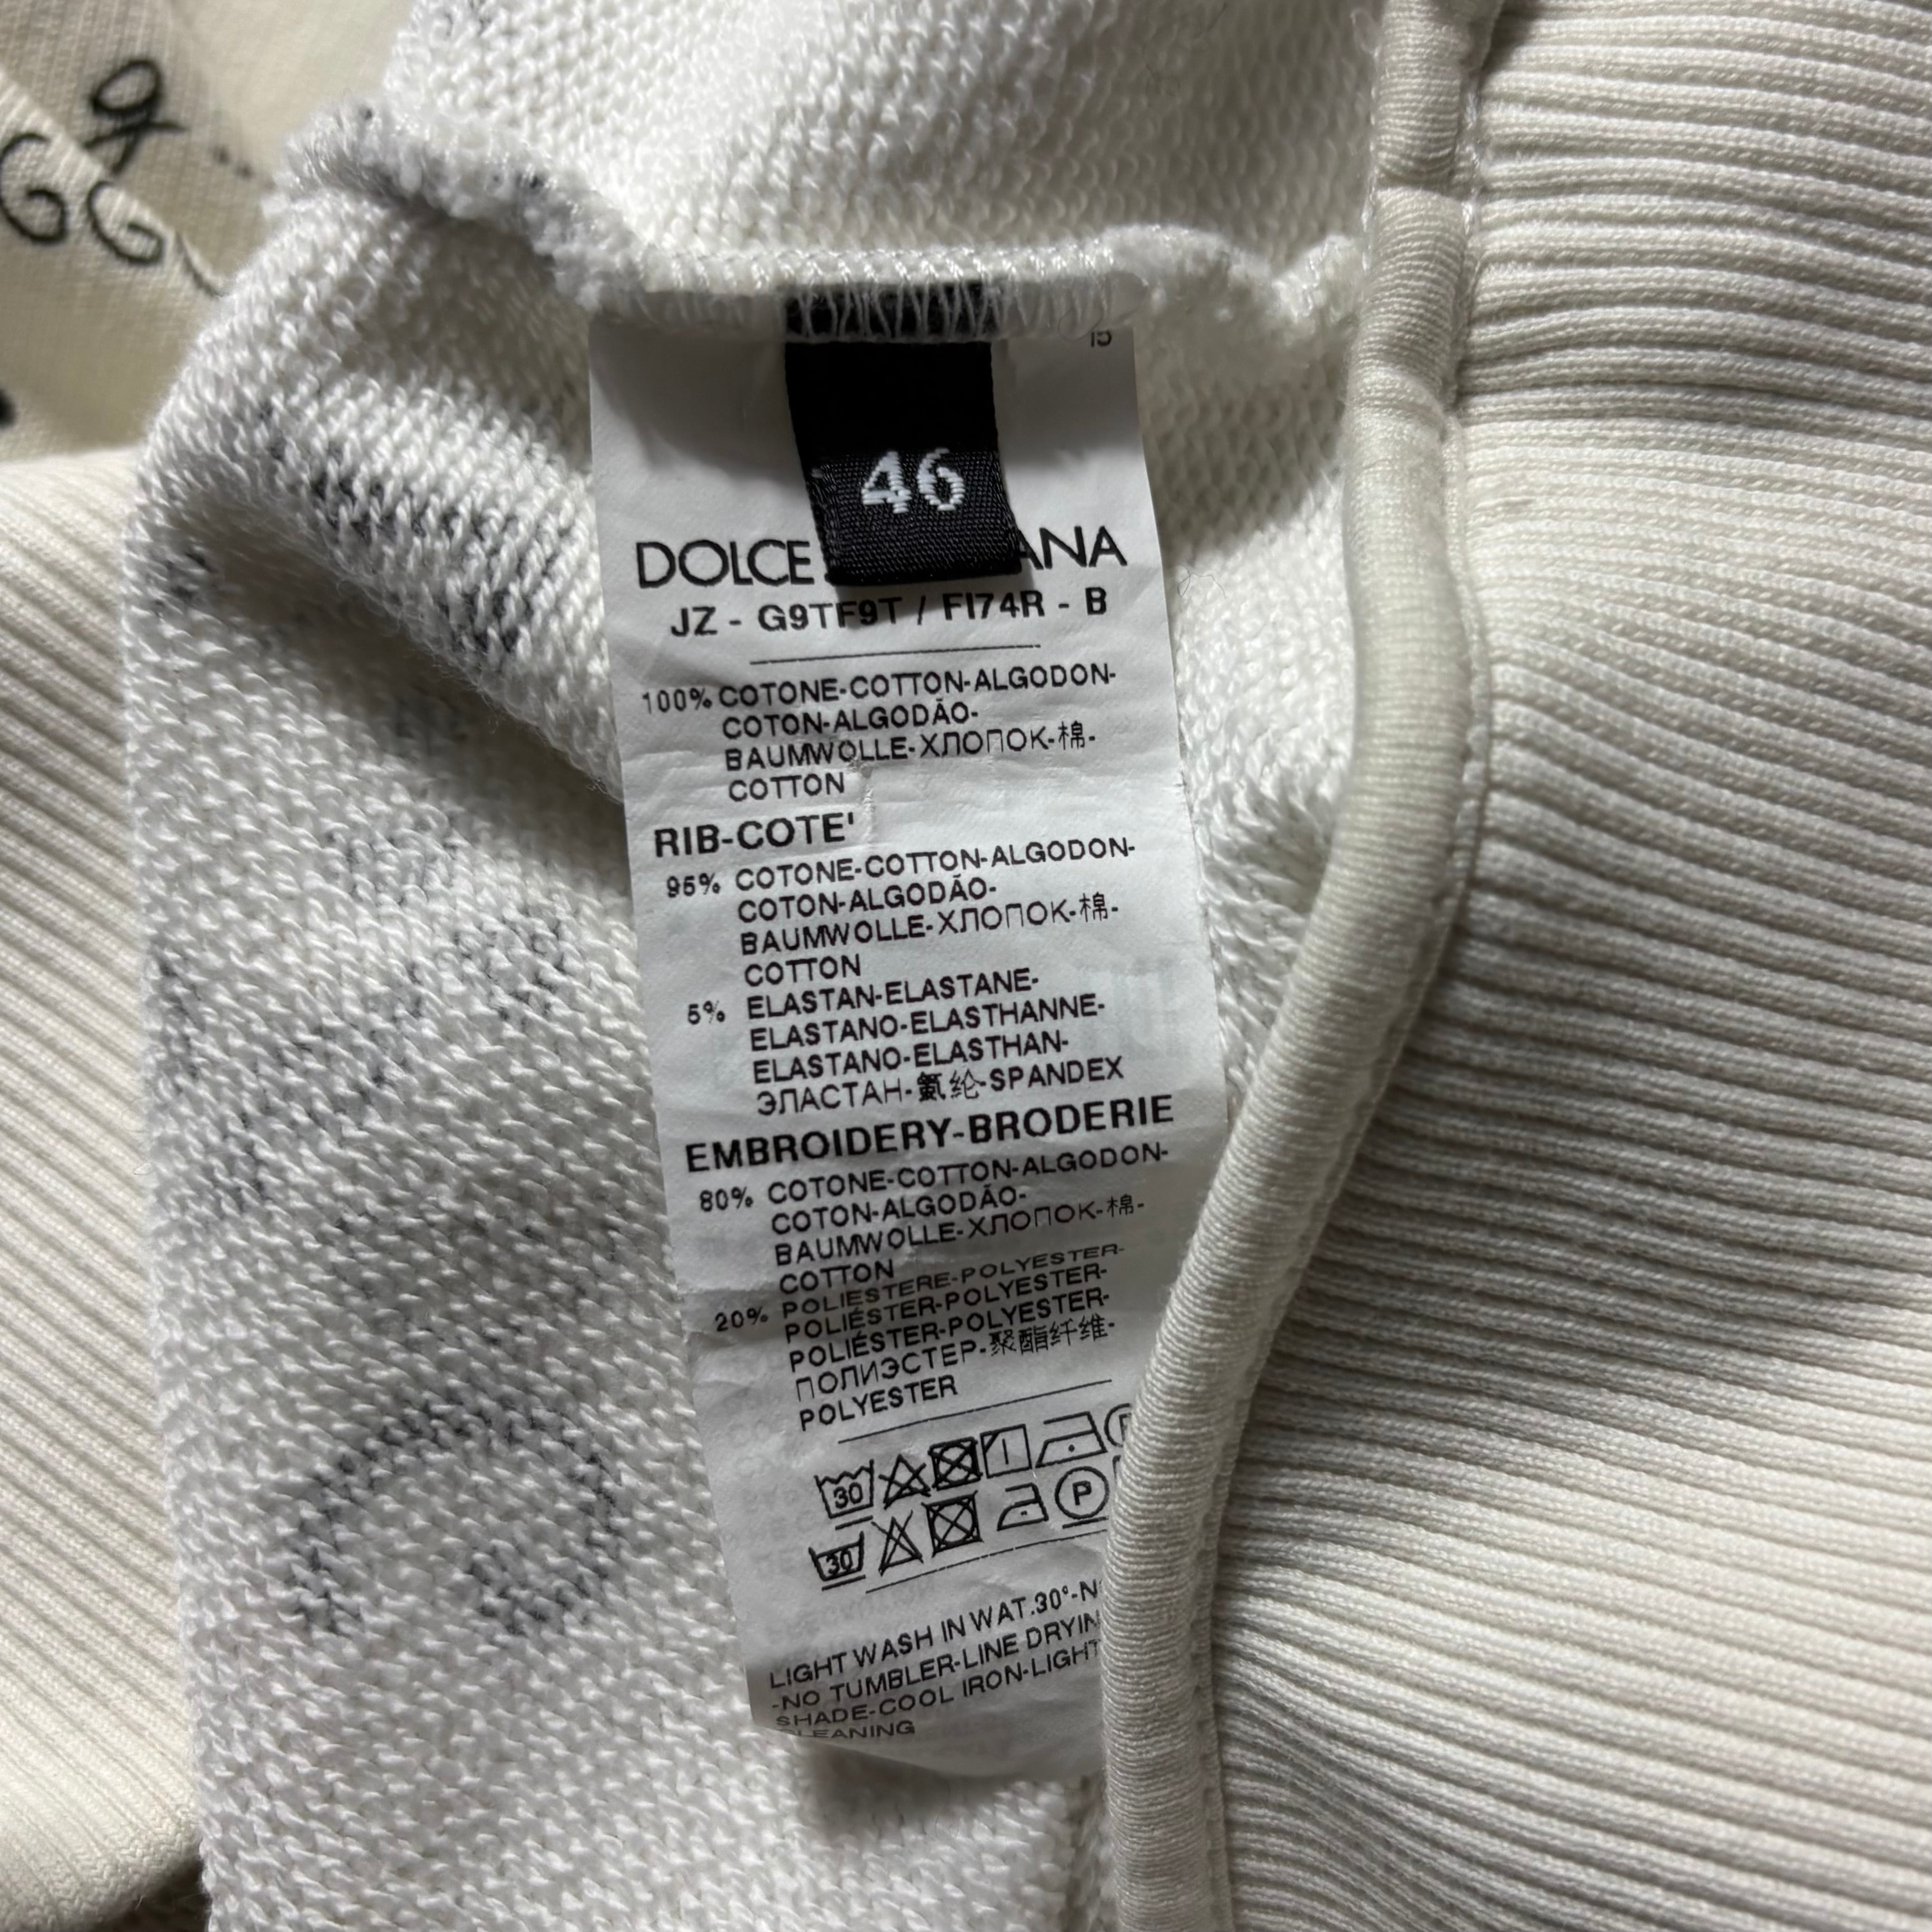 15
46
DOLCE ANA
JZ - G9TF9T / FI74R - B
100% COTONE-COTTON-ALGODON-
COTON-ALGODÃO-
BAUMWOLLE-ХЛОПОК-棉-
COTTON
RIB-COTE'
95% COTONE-COTTON-ALGODON-
COTON-ALGODÃO-
BAUMWOLLE-ХЛОПОК-棉-
COTTON
5% ELASTAN-ELASTANE-
ELASTANO-ELASTHANNE-
ELASTANO-ELASTHAN-
ЭЛАСТАН-氨纶-SPANDEX
EMBROIDERY-BRODERIE
80% COTONE-COTTON-ALGODON-
COTON-ALGODÃO-
BAUMWOLLE-ХЛОПОК-棉-
COTTON
20% POLIESTERE-POLYESTER-
POLIÉSTER-POLYESTER-
POLIÉSTER-POLYESTER-
ПОЛИЭСТЕР-聚酯纤维-
POLYESTER
30
P
30
LIGHT WASH IN WAT.30°-N
-NO TUMBLER-LINE DRYIN
SHADE-COOL IRON-LIGHT
LEANING